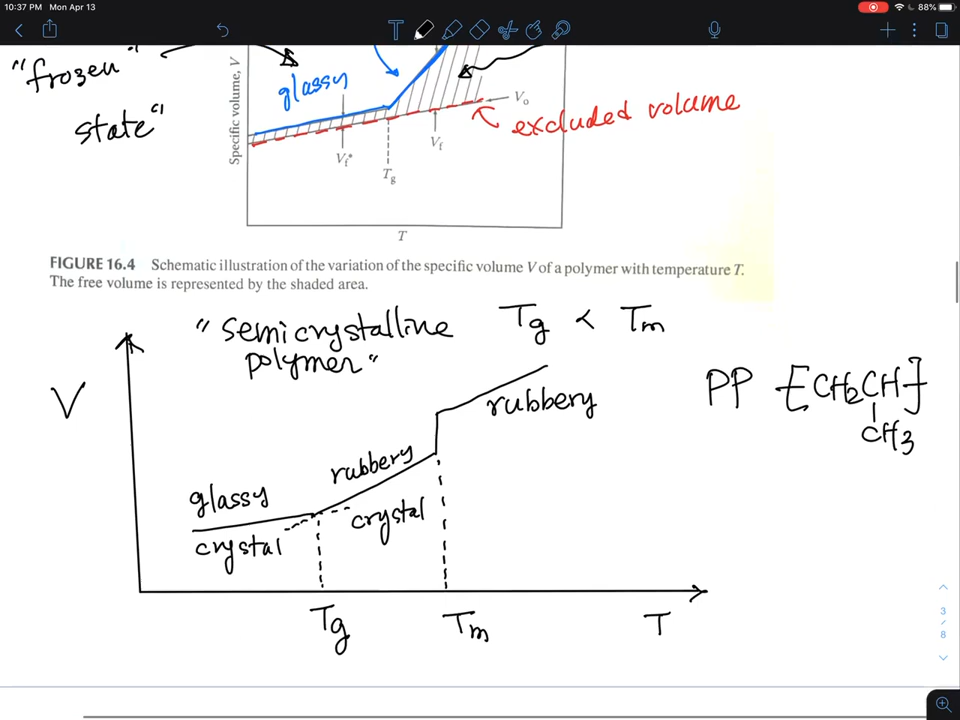 10:37 PM Mon Apr 13
88%
"frozen"
state"
glassy
Specific volume, V
V₀
excluded volume
Vf*
Vf
Tg
T
FIGURE 16.4 Schematic illustration of the variation of the specific volume V of a polymer with temperature T.
The free volume is represented by the shaded area.
"semicrystalline
polymer"
Tg < Tm
V
PP -[CH₂CH]-
CH₃
rubbery
rubbery
glassy
crystal
crystal
Tg
Tm
T
3
/
8